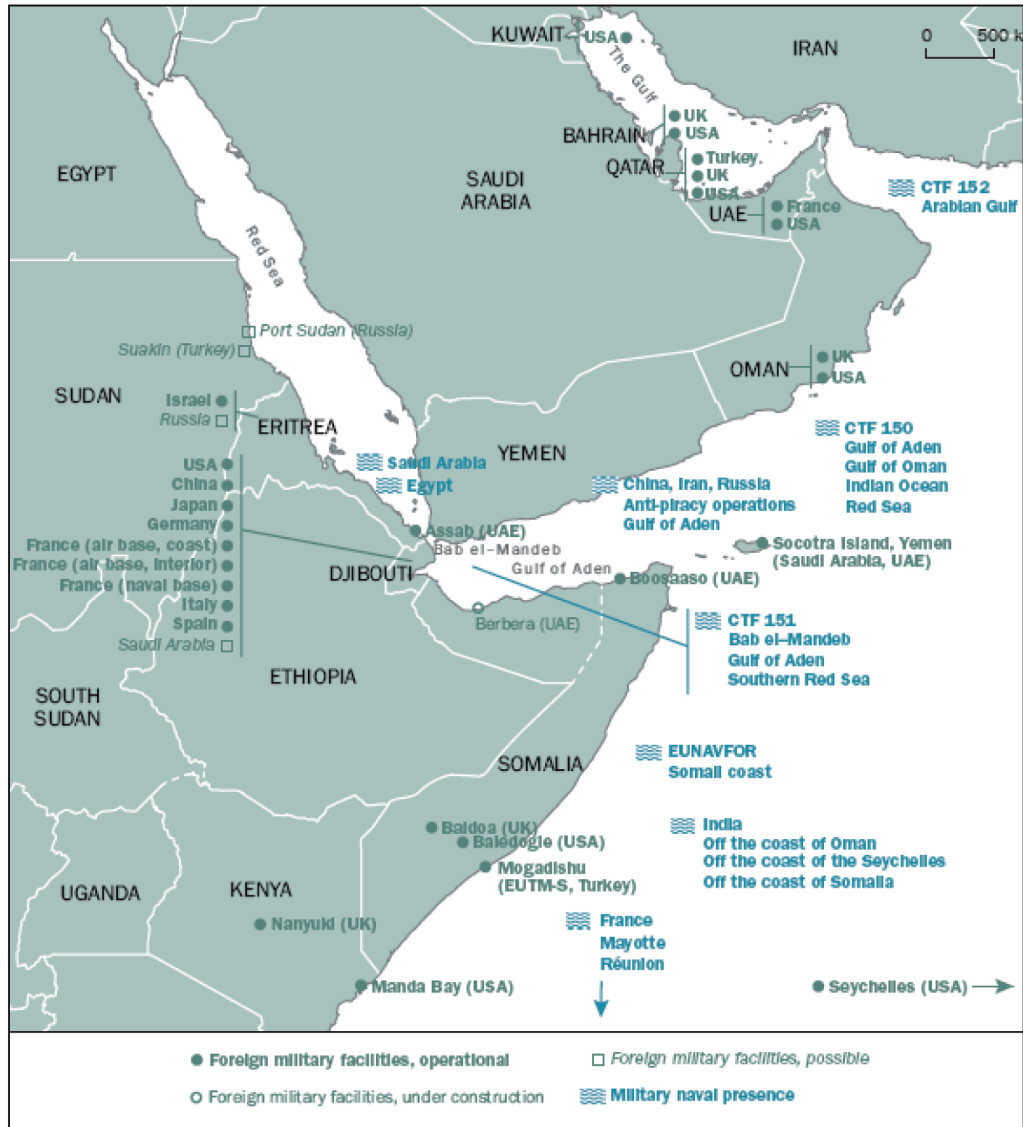 KUWAIT
USA
The Gulf
IRAN
0 500 k
BAHRAIN
UK
USA
QATAR
Turkey
UK
USA
UAE
France
USA
CTF 152
Arabian Gulf
EGYPT
SAUDI
ARABIA
Red Sea
Port Sudan (Russia)
Suakin (Turkey)
OMAN
UK
USA
SUDAN
Israel
Russia
ERITREA
YEMEN
Saudi Arabia
Egypt
CTF 150
Gulf of Aden
Gulf of Oman
Indian Ocean
Red Sea
China, Iran, Russia
Anti-piracy operations
Gulf of Aden
USA
China
Japan
Germany
France (air base, coast)
France (air base, interior)
France (naval base)
Italy
Spain
Saudi Arabia
DJIBOUTI
Assab (UAE)
Bab el-Mandeb
Gulf of Aden
Socotra Island, Yemen
(Saudi Arabia, UAE)
Boosaaso (UAE)
Berbera (UAE)
CTF 151
Bab el–Mandeb
Gulf of Aden
Southern Red Sea
SOUTH
SUDAN
ETHIOPIA
SOMALIA
EUNAVFOR
Somali coast
India
Off the coast of Oman
Off the coast of the Seychelles
Off the coast of Somalia
Baidoa (UK)
Baledogle (USA)
Mogadishu
(EUTM-S, Turkey)
UGANDA
KENYA
Nanyuki (UK)
France
Mayotte
Réunion
Manda Bay (USA)
Seychelles (USA)
Foreign military facilities, operational
Foreign military facilities, possible
Foreign military facilities, under construction
Military naval presence